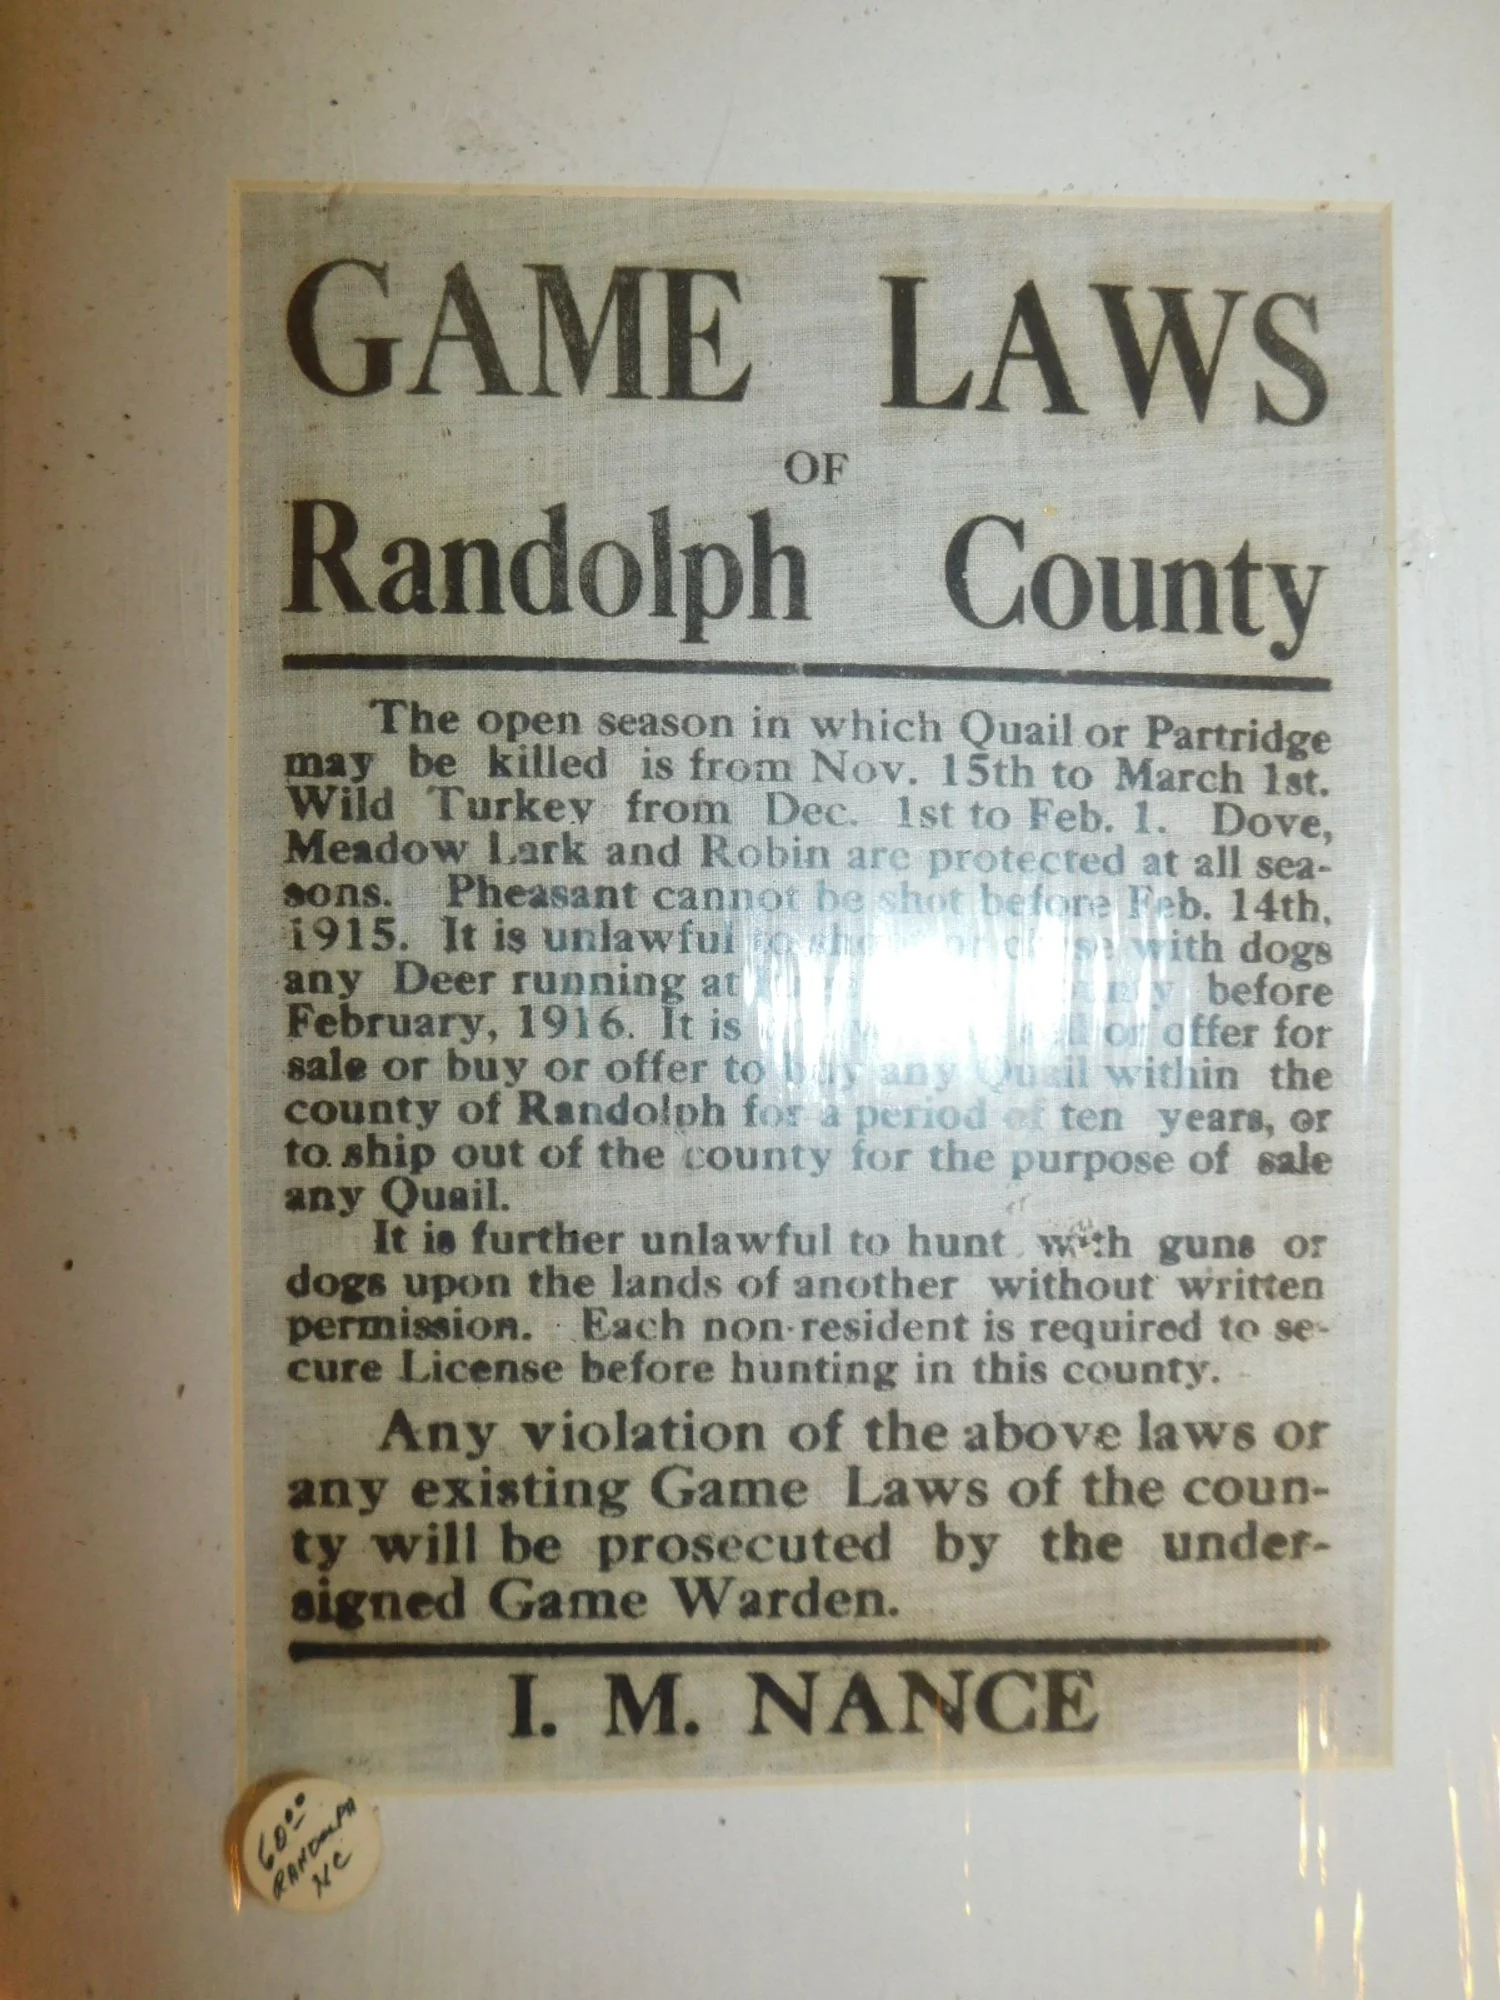 GAME LAWS
OF
Randolph County
The open season in which Quail or Partridge
may be killed is from Nov. 15th to March 1st.
Wild Turkey from Dec. 1st to Feb. 1. Dove,
Meadow Lark and Robin are protected at all sea-
sons. Pheasant cannot be shot before Feb. 14th,
1915. It is unlawful to shoot or chase with dogs
any Deer running at before
February, 1916. It is or offer for
sale or buy or offer to buy any Quail within the
county of Randolph for a period of ten years, or
to ship out of the county for the purpose of sale
any Quail.
It is further unlawful to hunt with guns or
dogs upon the lands of another without written
permission. Each non-resident is required to se-
cure License before hunting in this county.
Any violation of the above laws or
any existing Game Laws of the coun-
ty will be prosecuted by the under-
signed Game Warden.
I. M. NANCE
60.00
RANDOLPH
NC